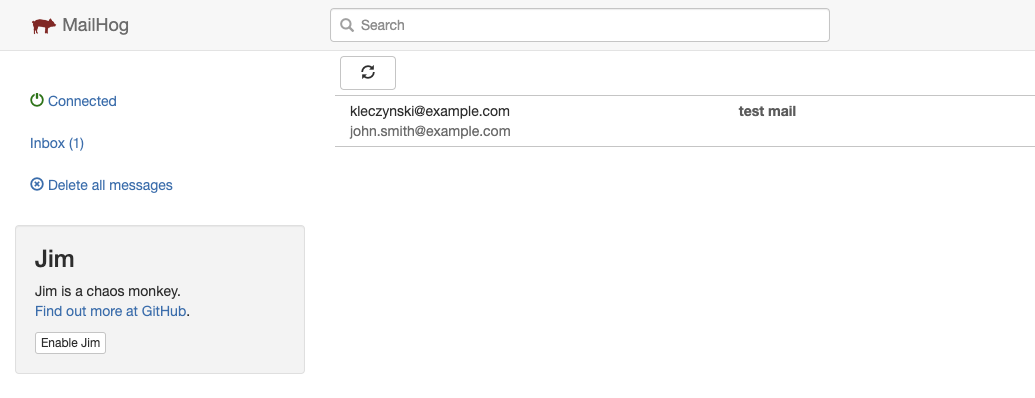 MailHog
Search
Connected
Inbox (1)
Delete all messages
kleczynski@example.com
test mail
john.smith@example.com
Jim
Jim is a chaos monkey.
Find out more at GitHub.
Enable Jim